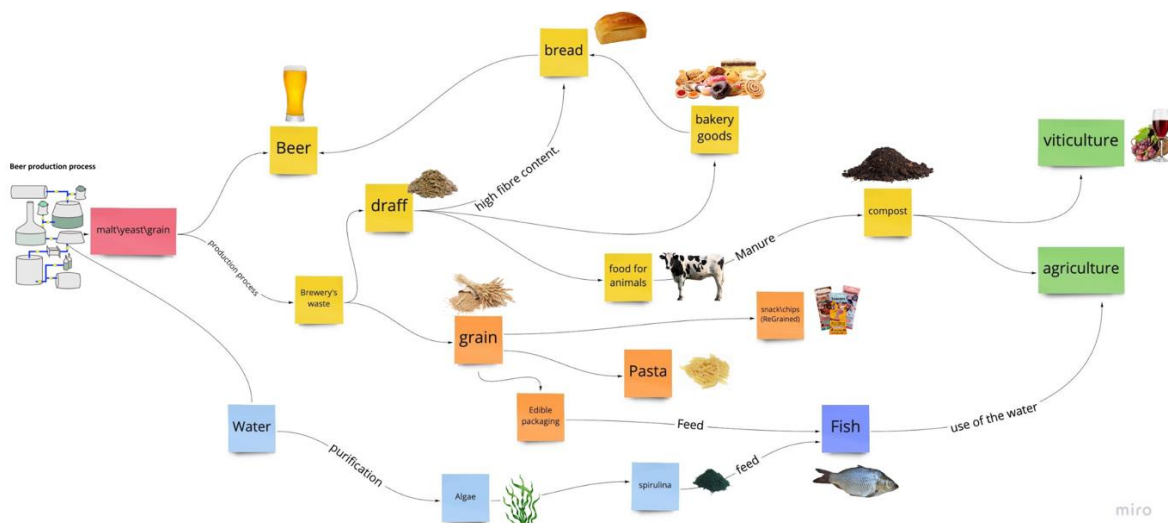 bread
bakery
goods
Beer
viticulture
Beer production process
high fibre content.
draff
compost
malt\yeast\grain
Manure
agriculture
production process
food for
animals
Brewery's
waste
snack\chips
(ReGrained)
grain
Pasta
Edible
packaging
Water
Feed
Fish
use of the water
purification
feed
Algae
spirulina
miro